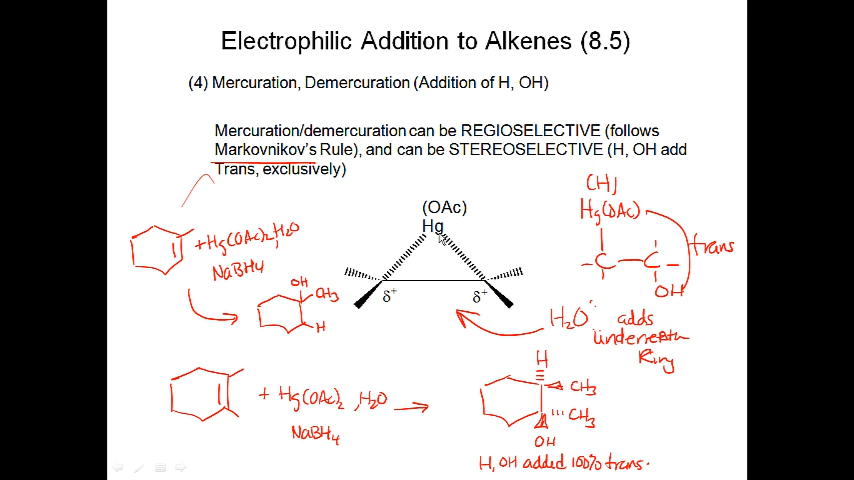 Electrophilic Addition to Alkenes (8.5)
(4) Mercuration, Demercuration (Addition of H, OH)
Mercuration/demercuration can be REGIOSELECTIVE (follows
Markovnikov's Rule), and can be STEREOSELECTIVE (H, OH add
Trans, exclusively)
(H)
Hg(OAc)
trans
C C
OH
(OAc)
Hg
δ+ δ+
+ Hg(OAc)2, H2O
NaBH4
OH
CH3
H
H2O:
adds
underneath
Ring
+ Hg(OAc)2, H2O
NaBH4
H
CH3
CH3
OH
H, OH added 100% trans.